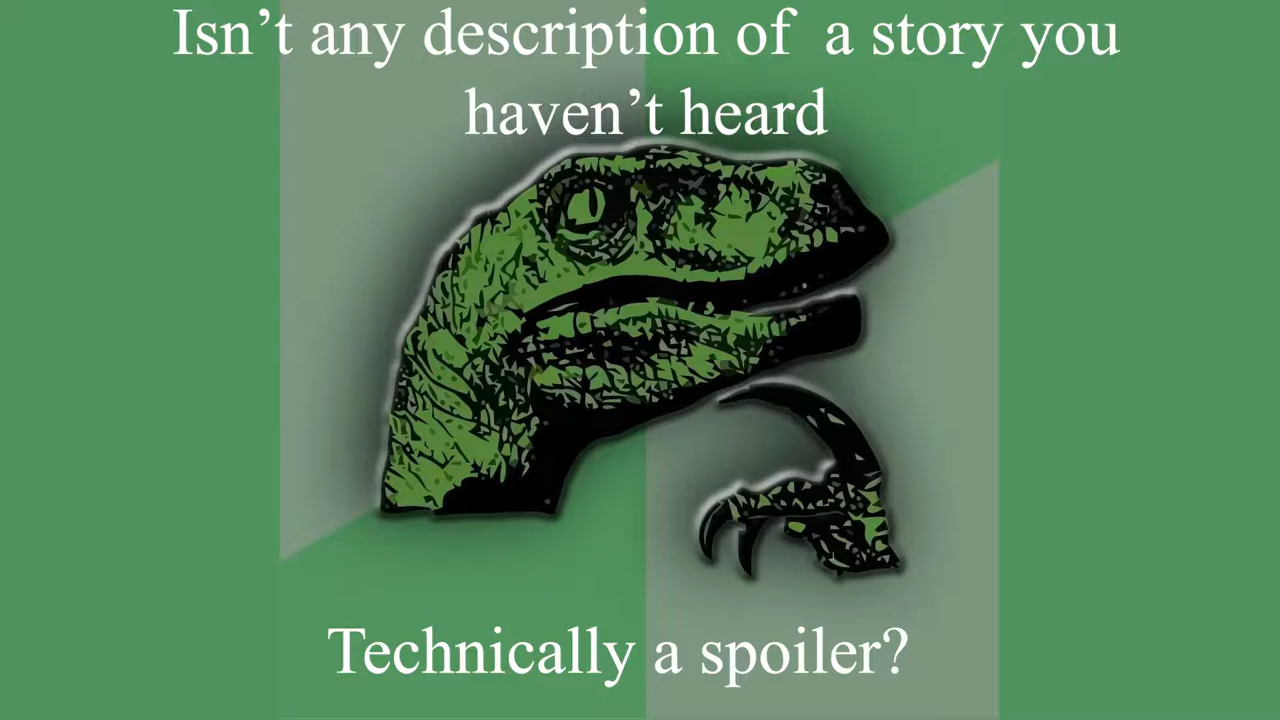 Isn’t any description of  a story you
haven’t heard
Technically a spoiler?